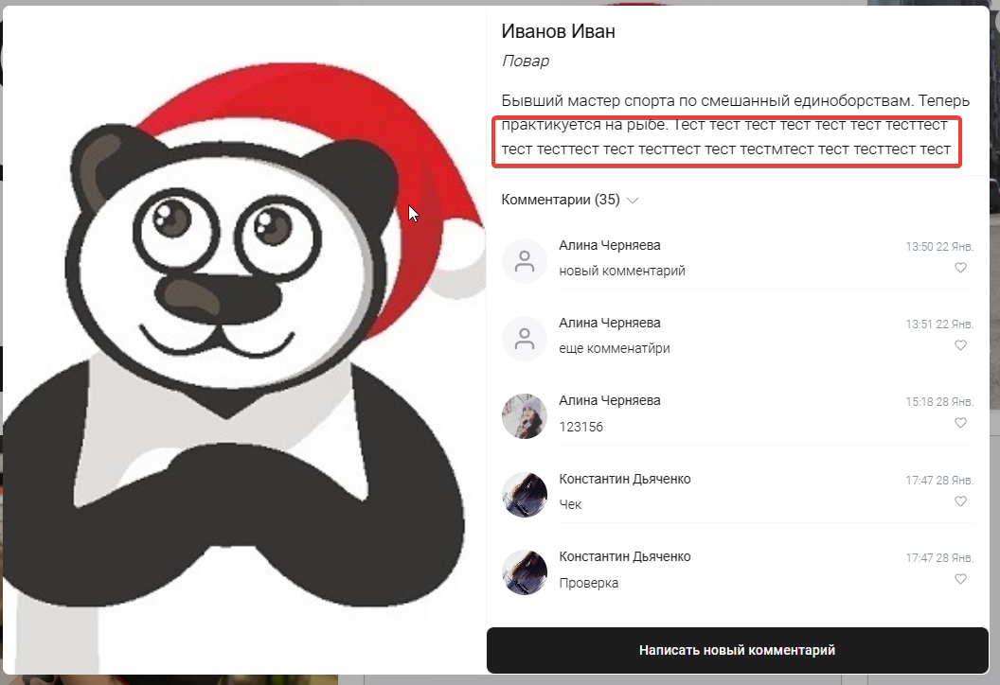 Иванов Иван
Повар
Бывший мастер спорта по смешанный единоборствам. Теперь
практикуется на рыбе. Тест тест тест тест тест тест тесттест
тест тесттест тест тесттест тест тестмтест тест тесттест тест
Комментарии (35)
Алина Черняева
13:50 22 Янв.
новый комментарий
Алина Черняева
13:51 22 Янв.
еще комменатйри
Алина Черняева
15:18 28 Янв.
123156
Константин Дьяченко
17:47 28 Янв.
Чек
Константин Дьяченко
17:47 28 Янв.
Проверка
Написать новый комментарий